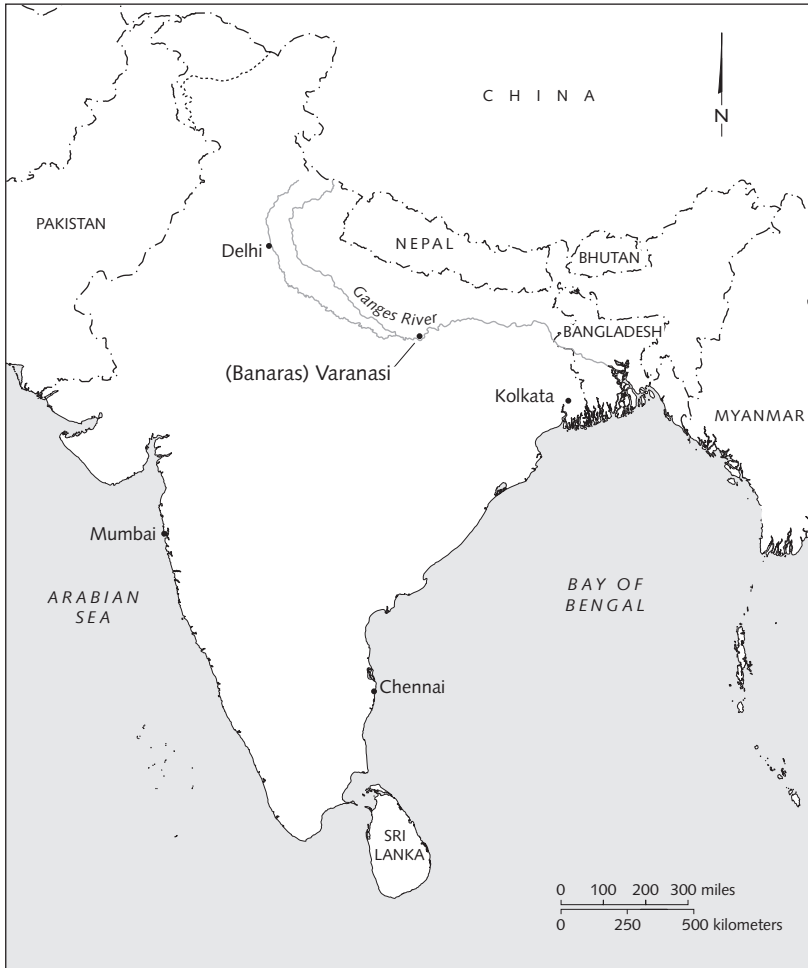 CHINA
N
PAKISTAN
NEPAL
Delhi
BHUTAN
Ganges River
BANGLADESH
(Banaras) Varanasi
Kolkata
MYANMAR
Mumbai
ARABIAN
SEA
BAY OF
BENGAL
Chennai
SRI
LANKA
0 100 200 300 miles
0 250 500 kilometers